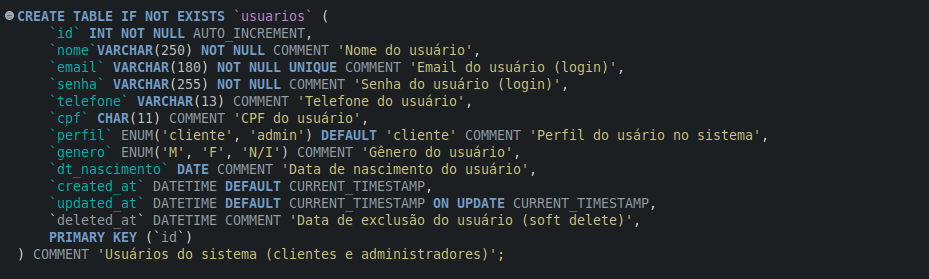 CREATE TABLE IF NOT EXISTS `usuarios` (
`id` INT NOT NULL AUTO_INCREMENT,
`nome`VARCHAR(250) NOT NULL COMMENT 'Nome do usuário',
`email` VARCHAR(180) NOT NULL UNIQUE COMMENT 'Email do usuário (login)',
`senha` VARCHAR(255) NOT NULL COMMENT 'Senha do usuário (login)',
`telefone` VARCHAR(13) COMMENT 'Telefone do usuário',
`cpf` CHAR(11) COMMENT 'CPF do usuário',
`perfil` ENUM('cliente', 'admin') DEFAULT 'cliente' COMMENT 'Perfil do usário no sistema',
`genero` ENUM('M', 'F', 'N/I') COMMENT 'Gênero do usuário',
`dt_nascimento` DATE COMMENT 'Data de nascimento do usuário',
`created_at` DATETIME DEFAULT CURRENT_TIMESTAMP,
`updated_at` DATETIME DEFAULT CURRENT_TIMESTAMP ON UPDATE CURRENT_TIMESTAMP,
`deleted_at` DATETIME COMMENT 'Data de exclusão do usuário (soft delete)',
PRIMARY KEY (`id`)
) COMMENT 'Usuários do sistema (clientes e administradores)';